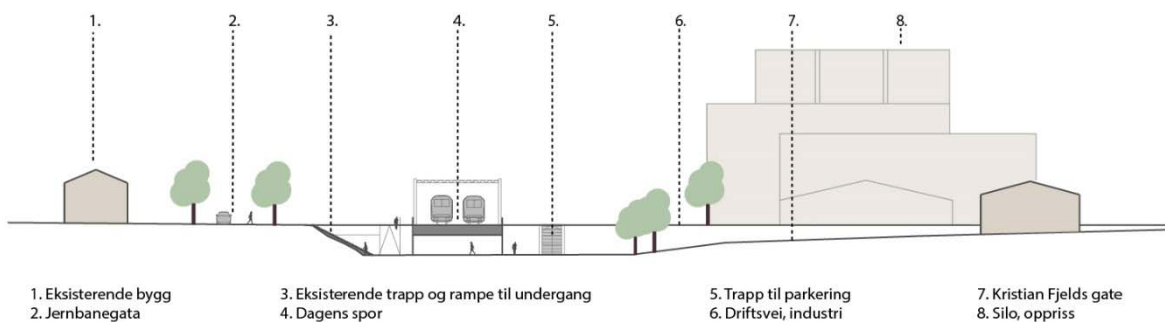 1. 2. 3. 4. 5. 6. 7. 8.
1. Eksisterende bygg
2. Jernbanegata
3. Eksisterende trapp og rampe til undergang
4. Dagens spor
5. Trapp til parkering
6. Driftsvei, industri
7. Kristian Fjelds gate
8. Silo, oppriss